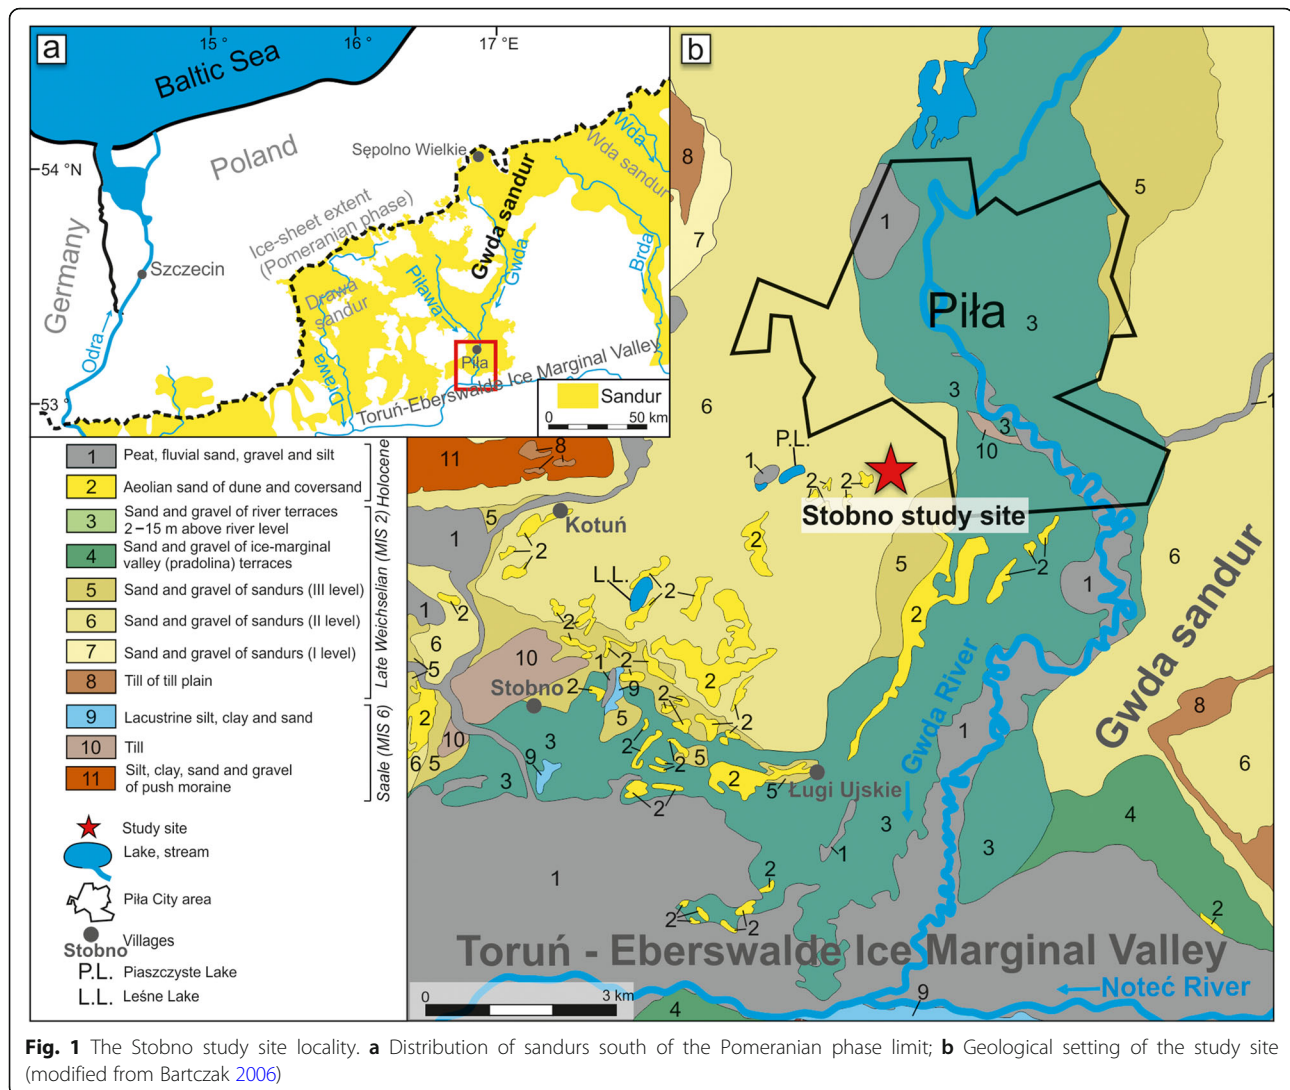 a
15 °
16 °
17 °E
Baltic Sea
54 °N
Poland
Sępolno Wielkie
Wda
Wda sandur
Ice-sheet extent
(Pomeranian phase)
Gwda sandur
Gwda
Brda
Germany
Szczecin
Drawa
sandur
Piława
Odra
Drawa
Piła
Toruń-Eberswalde Ice Marginal Valley
53 °
Sandur
0 50 km
b
8
7
1
5
Piła
3
6
3
1
3
10
P.L.
1
2
2
Stobno study site
11
8
5
Kotuń
1
2
2
L.L.
2
5
2
6
1
1
2
2
6
5
10
1
2
2
Stobno
2
9
2
2
5
2
10
6
5
3
9
2
5
2
3
2
5
Ługi Ujskie
2
Gwda River
1
Gwda sandur
8
6
4
3
3
1
1
2
2
2
2
Toruń - Eberswalde Ice Marginal Valley
9
Noteć River
4
0 3 km
1 Peat, fluvial sand, gravel and silt
2 Aeolian sand of dune and coversand
Holocene
3 Sand and gravel of river terraces
2–15 m above river level
4 Sand and gravel of ice-marginal
valley (pradolina) terraces
5 Sand and gravel of sandurs (III level)
6 Sand and gravel of sandurs (II level)
7 Sand and gravel of sandurs (I level)
8 Till of till plain
Late Weichselian (MIS 2)
9 Lacustrine silt, clay and sand
10 Till
11 Silt, clay, sand and gravel
of push moraine
Saale (MIS 6)
Study site
Lake, stream
Piła City area
Stobno Villages
P.L. Piaszczyste Lake
L.L. Leśne Lake
Fig. 1 The Stobno study site locality. a Distribution of sandurs south of the Pomeranian phase limit; b Geological setting of the study site
(modified from Bartczak 2006)